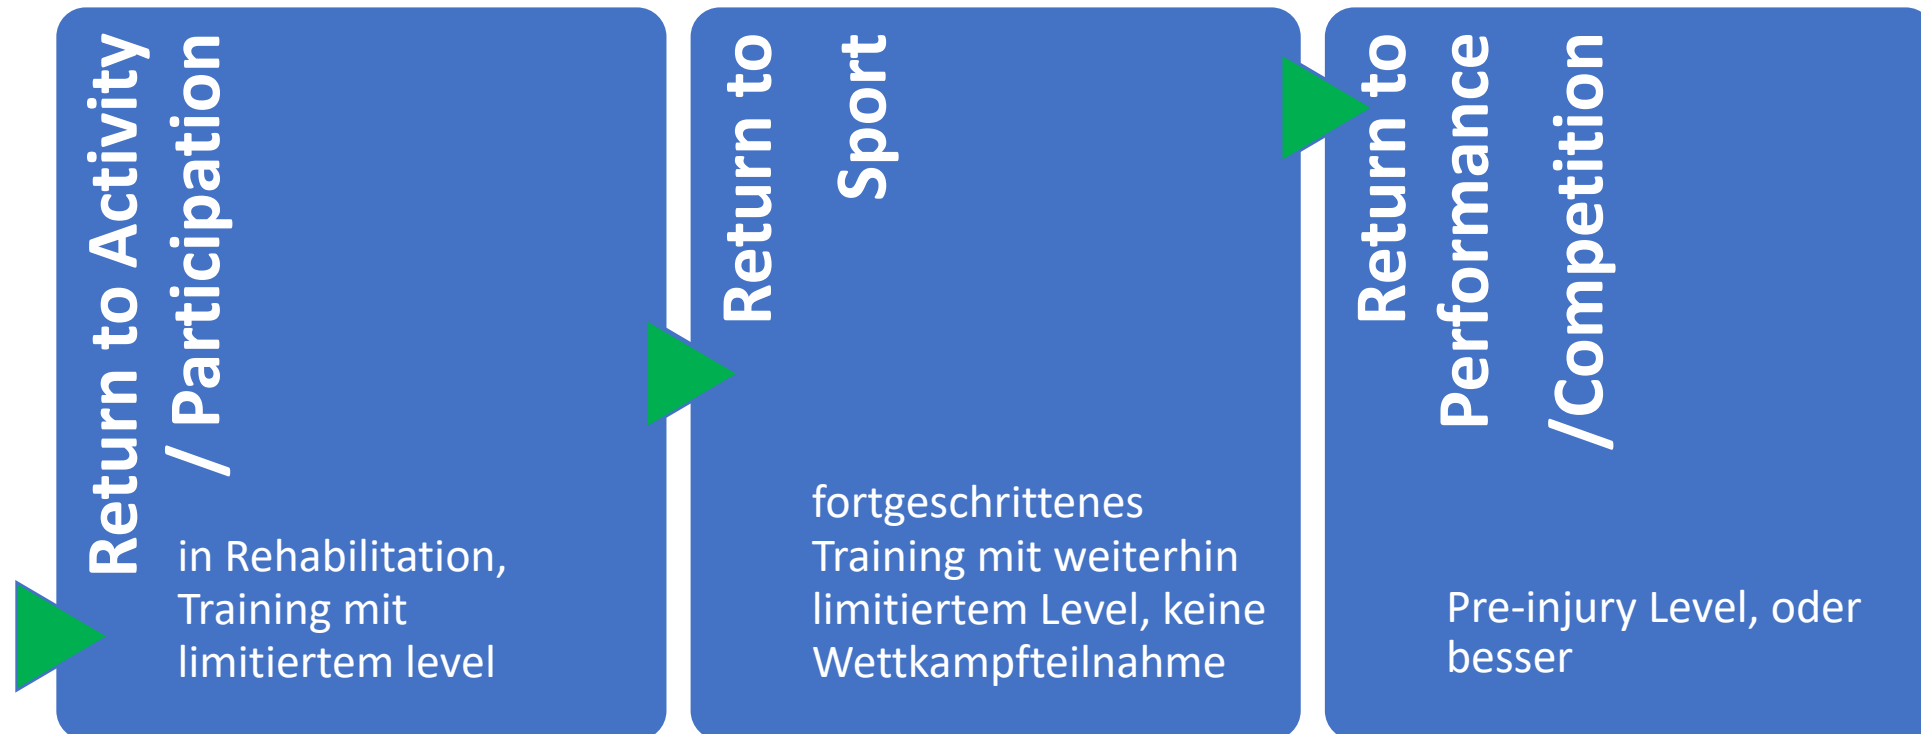 Return to Activity
/ Participation
in Rehabilitation,
Training mit
limitiertem level
Return to
Sport
fortgeschrittenes
Training mit weiterhin
limitiertem Level, keine
Wettkampfteilnahme
Return to
Performance
/Competition
Pre-injury Level, oder
besser